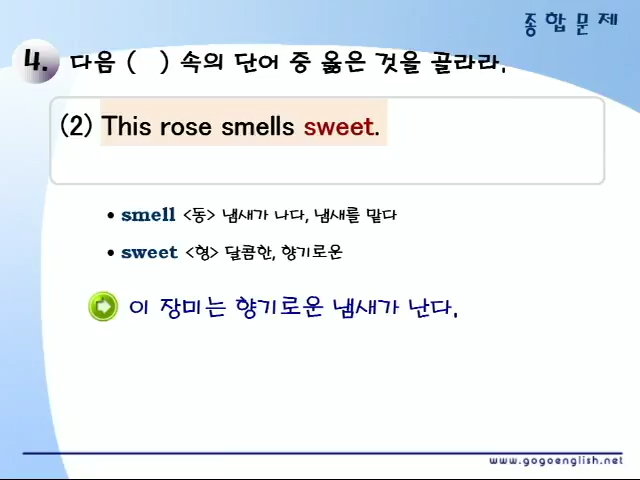 종합문제
4. 다음 (   ) 속의 단어 중 옳은 것을 골라라.
(2) This rose smells sweet.
• smell <동> 냄새가 나다, 냄새를 맡다
• sweet <형> 달콤한, 향기로운
이 장미는 향기로운 냄새가 난다.
www.gogoenglish.net